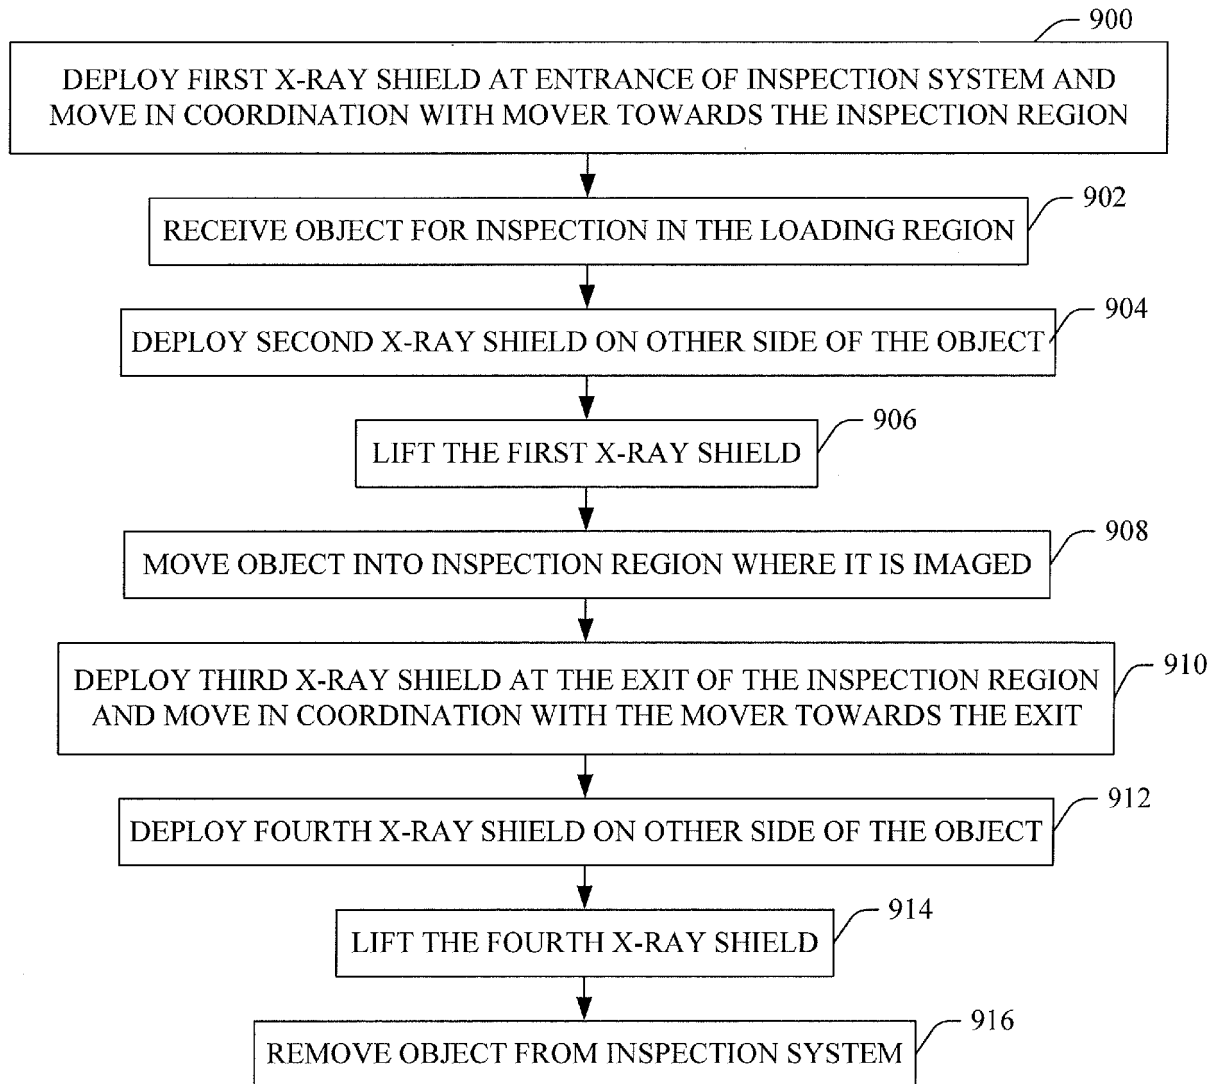 900
DEPLOY FIRST X-RAY SHIELD AT ENTRANCE OF INSPECTION SYSTEM AND
MOVE IN COORDINATION WITH MOVER TOWARDS THE INSPECTION REGION
902
RECEIVE OBJECT FOR INSPECTION IN THE LOADING REGION
904
DEPLOY SECOND X-RAY SHIELD ON OTHER SIDE OF THE OBJECT
906
LIFT THE FIRST X-RAY SHIELD
908
MOVE OBJECT INTO INSPECTION REGION WHERE IT IS IMAGED
910
DEPLOY THIRD X-RAY SHIELD AT THE EXIT OF THE INSPECTION REGION
AND MOVE IN COORDINATION WITH THE MOVER TOWARDS THE EXIT
912
DEPLOY FOURTH X-RAY SHIELD ON OTHER SIDE OF THE OBJECT
914
LIFT THE FOURTH X-RAY SHIELD
916
REMOVE OBJECT FROM INSPECTION SYSTEM